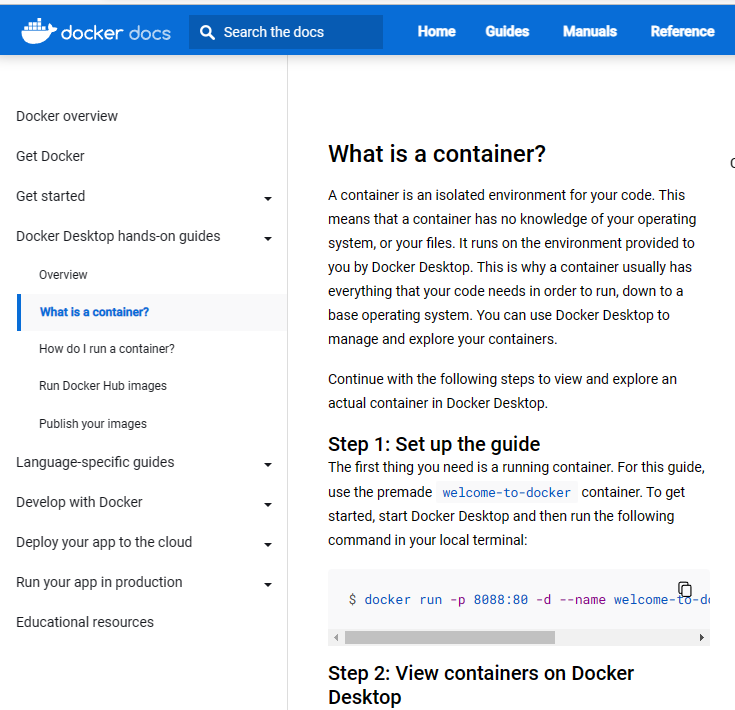 docker docs
Search the docs
Home
Guides
Manuals
Reference
Docker overview
Get Docker
Get started
Docker Desktop hands-on guides
Overview
What is a container?
How do I run a container?
Run Docker Hub images
Publish your images
Language-specific guides
Develop with Docker
Deploy your app to the cloud
Run your app in production
Educational resources
What is a container?
A container is an isolated environment for your code. This
means that a container has no knowledge of your operating
system, or your files. It runs on the environment provided to
you by Docker Desktop. This is why a container usually has
everything that your code needs in order to run, down to a
base operating system. You can use Docker Desktop to
manage and explore your containers.
Continue with the following steps to view and explore an
actual container in Docker Desktop.
Step 1: Set up the guide
The first thing you need is a running container. For this guide,
use the premade welcome-to-docker container. To get
started, start Docker Desktop and then run the following
command in your local terminal:
$ docker run -p 8088:80 -d --name welcome-to-do
Step 2: View containers on Docker
Desktop